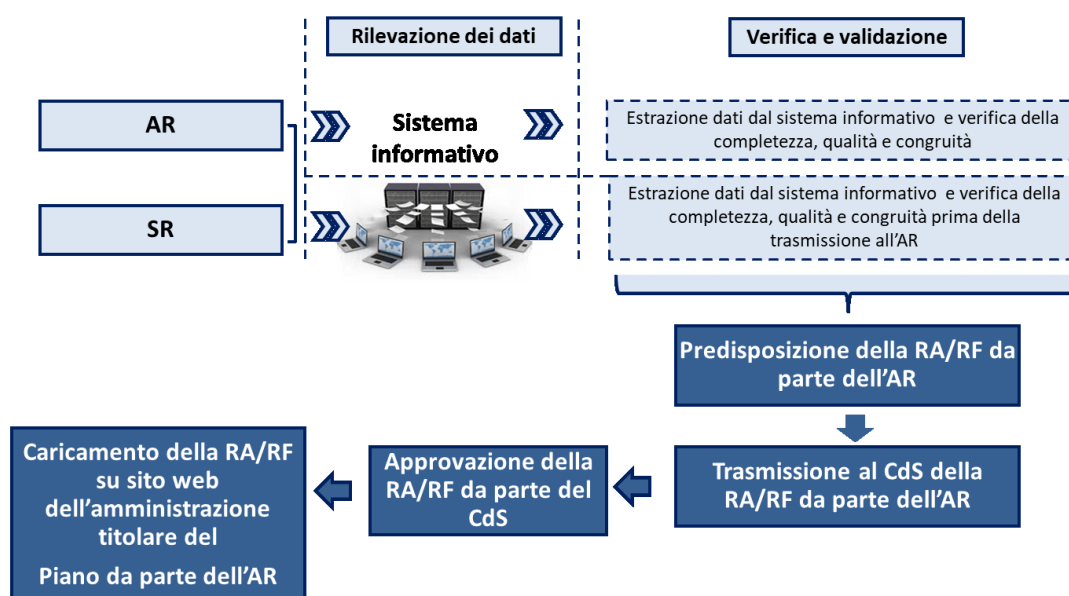 Rilevazione dei dati
Verifica e validazione
AR
Sistema
informativo
Estrazione dati dal sistema informativo e verifica della
completezza, qualità e congruità
SR
Estrazione dati dal sistema informativo e verifica della
completezza, qualità e congruità prima della
trasmissione all'AR
Predisposizione della RA/RF da
parte dell'AR
Trasmissione al CdS della
RA/RF da parte dell'AR
Approvazione della
RA/RF da parte del
CdS
Caricamento della RA/RF
su sito web
dell'amministrazione
titolare del
Piano da parte dell'AR